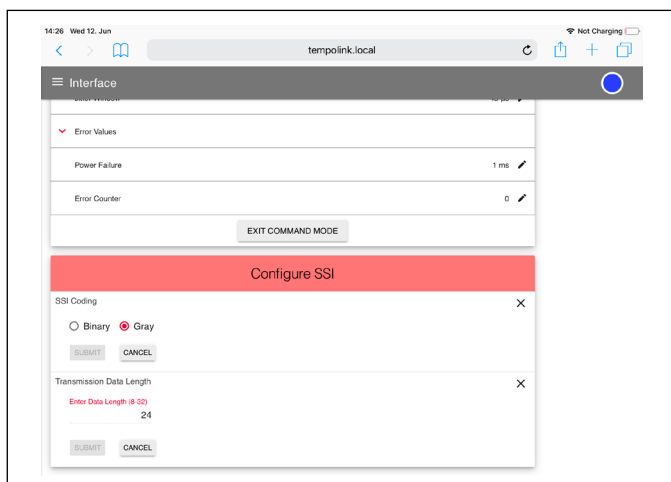 14:26 Wed 12. Jun Not Charging
tempolink.local
Interface
Error Values
Power Failure 1 ms
Error Counter 0
EXIT COMMAND MODE
Configure SSI
SSI Coding
Binary Gray
SUBMIT CANCEL
Transmission Data Length
Enter Data Length (8-32)
24
SUBMIT CANCEL